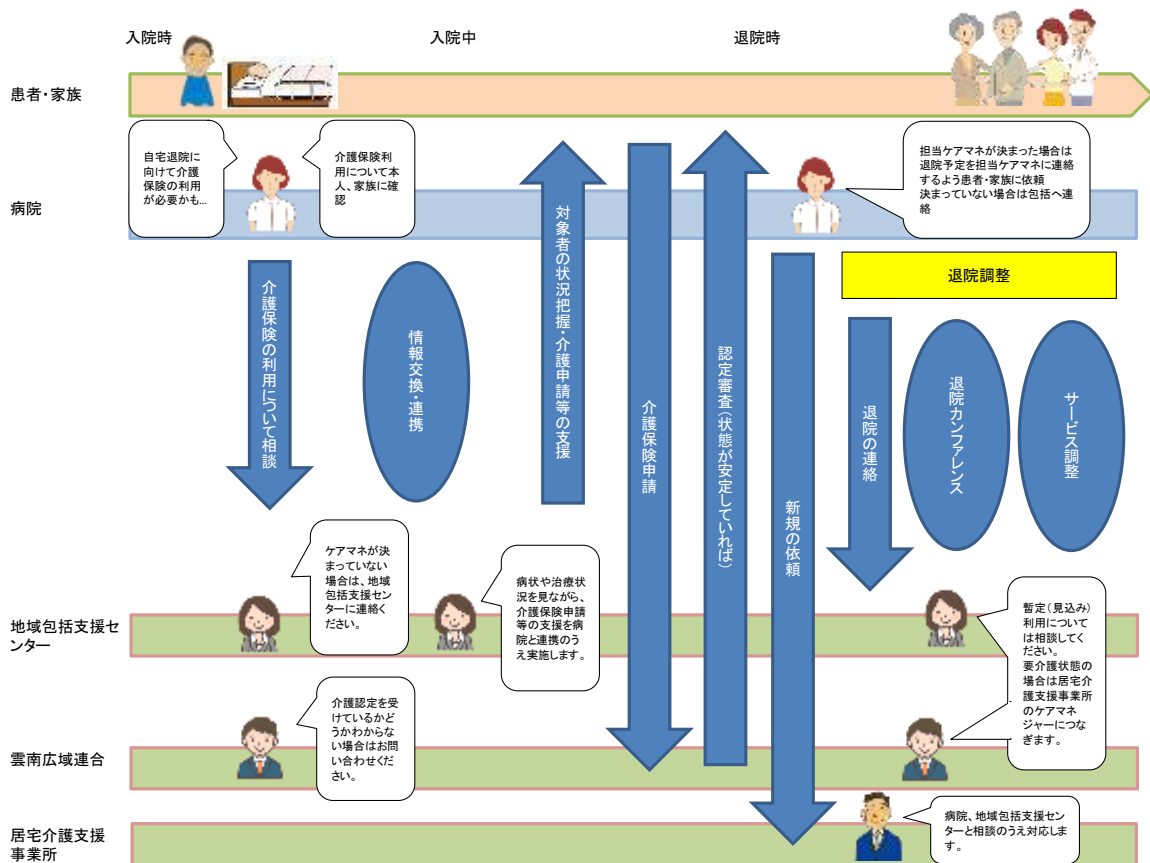 入院時
入院中
退院時
患者・家族
自宅退院に
向けて介護
保険の利用
が必要かも…
介護保険利
用について本
人、家族に確
認
担当ケアマネが決まった場合は
退院予定を担当ケアマネに連絡
するよう患者・家族に依頼
決まっていない場合は包括へ連
絡
病院
退院調整
介護保険の利用について相談
情報交換・連携
対象者の状況把握・介護申請等の支援
介護保険申請
認定審査(状態が安定していれば)
新規の依頼
退院の連絡
退院カンファレンス
サービス調整
ケアマネが決
まっていない
場合は、地域
包括支援セン
ターに連絡く
ださい。
病状や治療状
況を見ながら、
介護保険申請
等の支援を病
院と連携のう
え実施します。
暫定(見込み)
利用について
は相談してく
ださい。
要介護状態の
場合は居宅介
護支援事業所
のケアマネ
ジャーにつな
ぎます。
地域包括支援セ
ンター
介護認定を受
けているかど
うかわからな
い場合はお問
い合わせくだ
さい。
雲南広域連合
病院、地域包括支援セン
ターと相談のうえ対応しま
す。
居宅介護支援
事業所